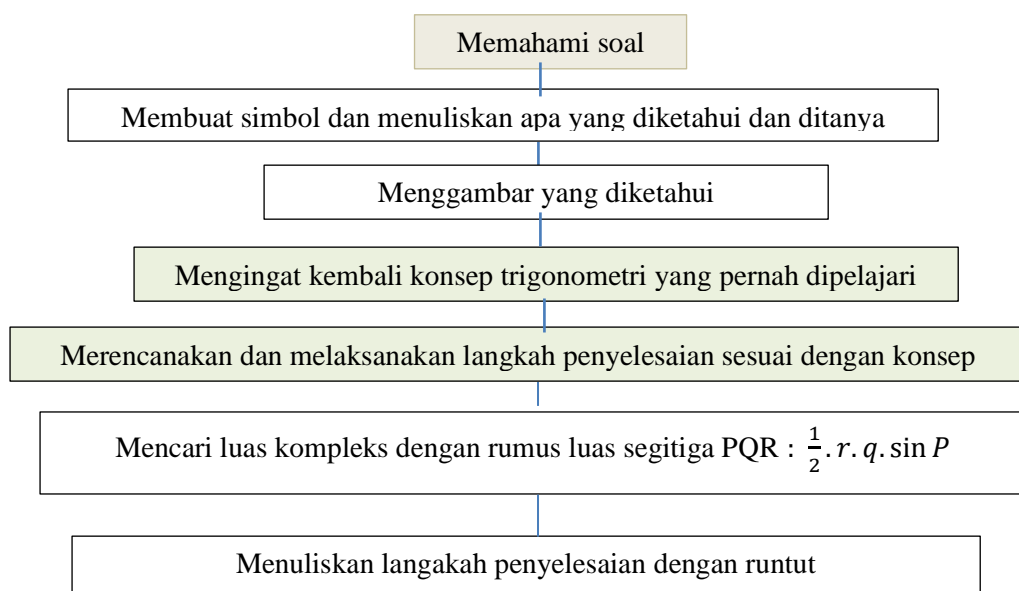 Memahami soal
Membuat simbol dan menuliskan apa yang diketahui dan ditanya
Menggambar yang diketahui
Mengingat kembali konsep trigonometri yang pernah dipelajari
Merencanakan dan melaksanakan langkah penyelesaian sesuai dengan konsep
Mencari luas kompleks dengan rumus luas segitiga PQR : 1/2 . r . q . sin P
Menuliskan langakah penyelesaian dengan runtut